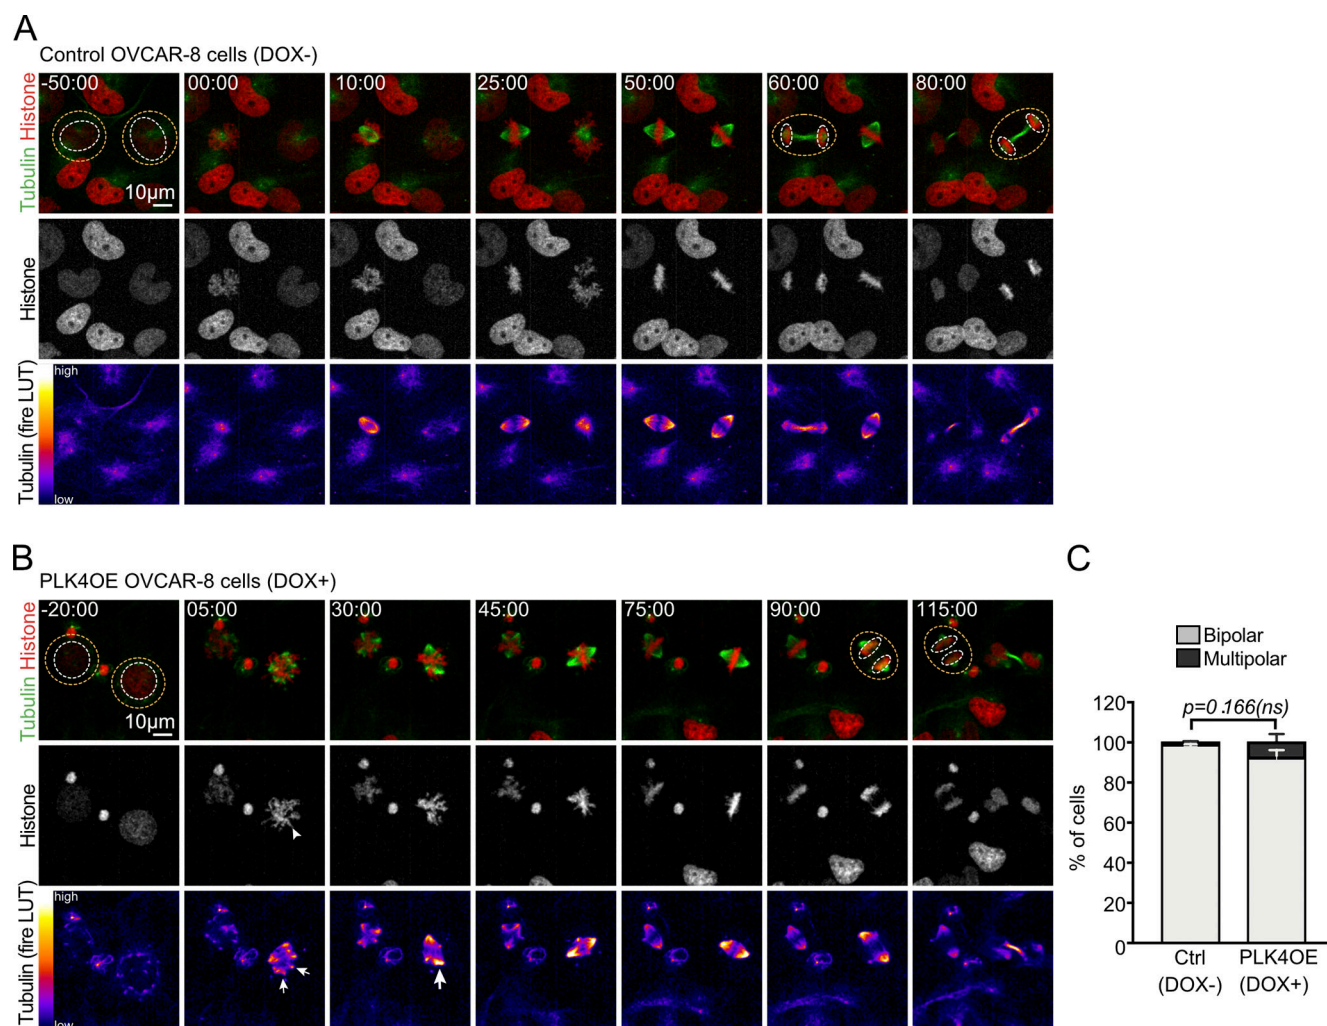 A
Control OVCAR-8 cells (DOX-)
Tubulin Histone
-50:00
00:00
10:00
25:00
50:00
60:00
80:00
10μm
Histone
Tubulin (fire LUT)
high
low
B
PLK4OE OVCAR-8 cells (DOX+)
Tubulin Histone
-20:00
05:00
30:00
45:00
75:00
90:00
115:00
10μm
Histone
Tubulin (fire LUT)
high
low
C
Bipolar
Multipolar
p=0.166(ns)
% of cells
120
100
80
60
40
20
0
Ctrl
(DOX-)
PLK4OE
(DOX+)